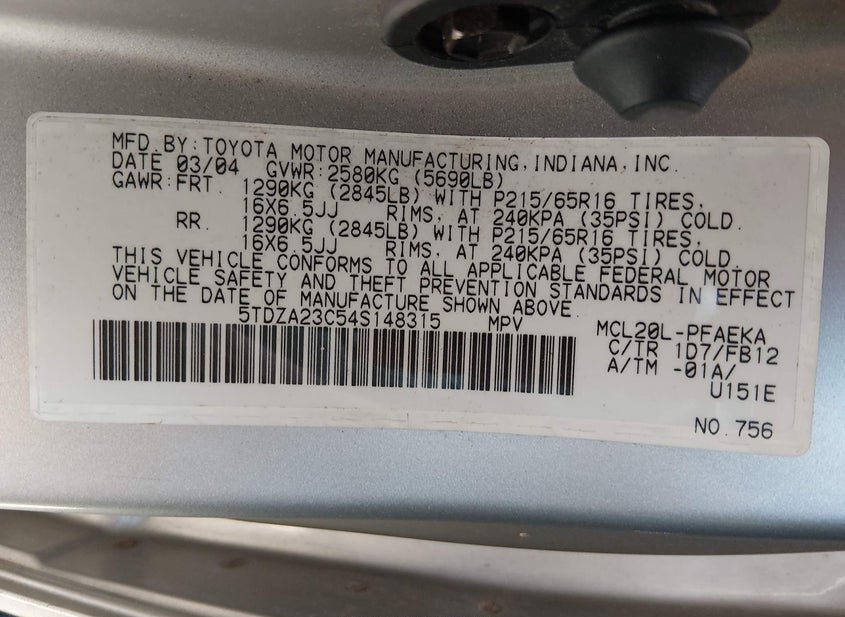 MFD.BY:TOYOTA MOTOR MANUFACTURING,INDIANA,INC.
DATE 03/04 GVWR:2580KG(5690LB)
GAWR:FRT. 1290KG(2845LB)WITH P215/65R16 TIRES,
16X6.5JJ RIMS, AT 240KPA(35PSI) COLD.
RR. 1290KG(2845LB)WITH P215/65R16 TIRES,
16X6.5JJ RIMS, AT 240KPA(35PSI) COLD.
THIS VEHICLE CONFORMS TO ALL APPLICABLE FEDERAL MOTOR
VEHICLE SAFETY AND THEFT PREVENTION STANDARDS IN EFFECT
ON THE DATE OF MANUFACTURE SHOWN ABOVE.
5TDZA23C54S148315 MPV
MCL20L-PFAEKA
C/TR 1D7/FB12
A/TM -01A/
U151E
NO.756